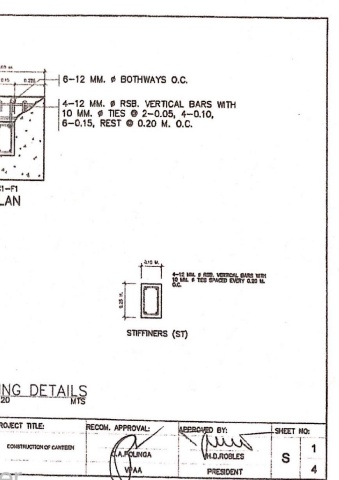 0.15
0.225
6-12 MM. Ø BOTHWAYS O.C.
4-12 MM. Ø RSB. VERTICAL BARS WITH
10 MM. Ø TIES @ 2-0.05, 4-0.10,
6-0.15, REST @ 0.20 M. O.C.
C1-F1
LAN
0.10 M.
0.25 M.
4-12 MM. Ø RSB. VERTICAL BARS WITH
10 MM. Ø TIES SPACED EVERY 0.20 M.
O.C.
STIFFINERS (ST)
NG DETAILS
20 MTS
ROJECT TITLE:
CONSTRUCTION OF CANTEEN
RECOM. APPROVAL:
VPAA
APPROVED BY:
N.D.ROBLES
PRESIDENT
SHEET NO:
S
1
4